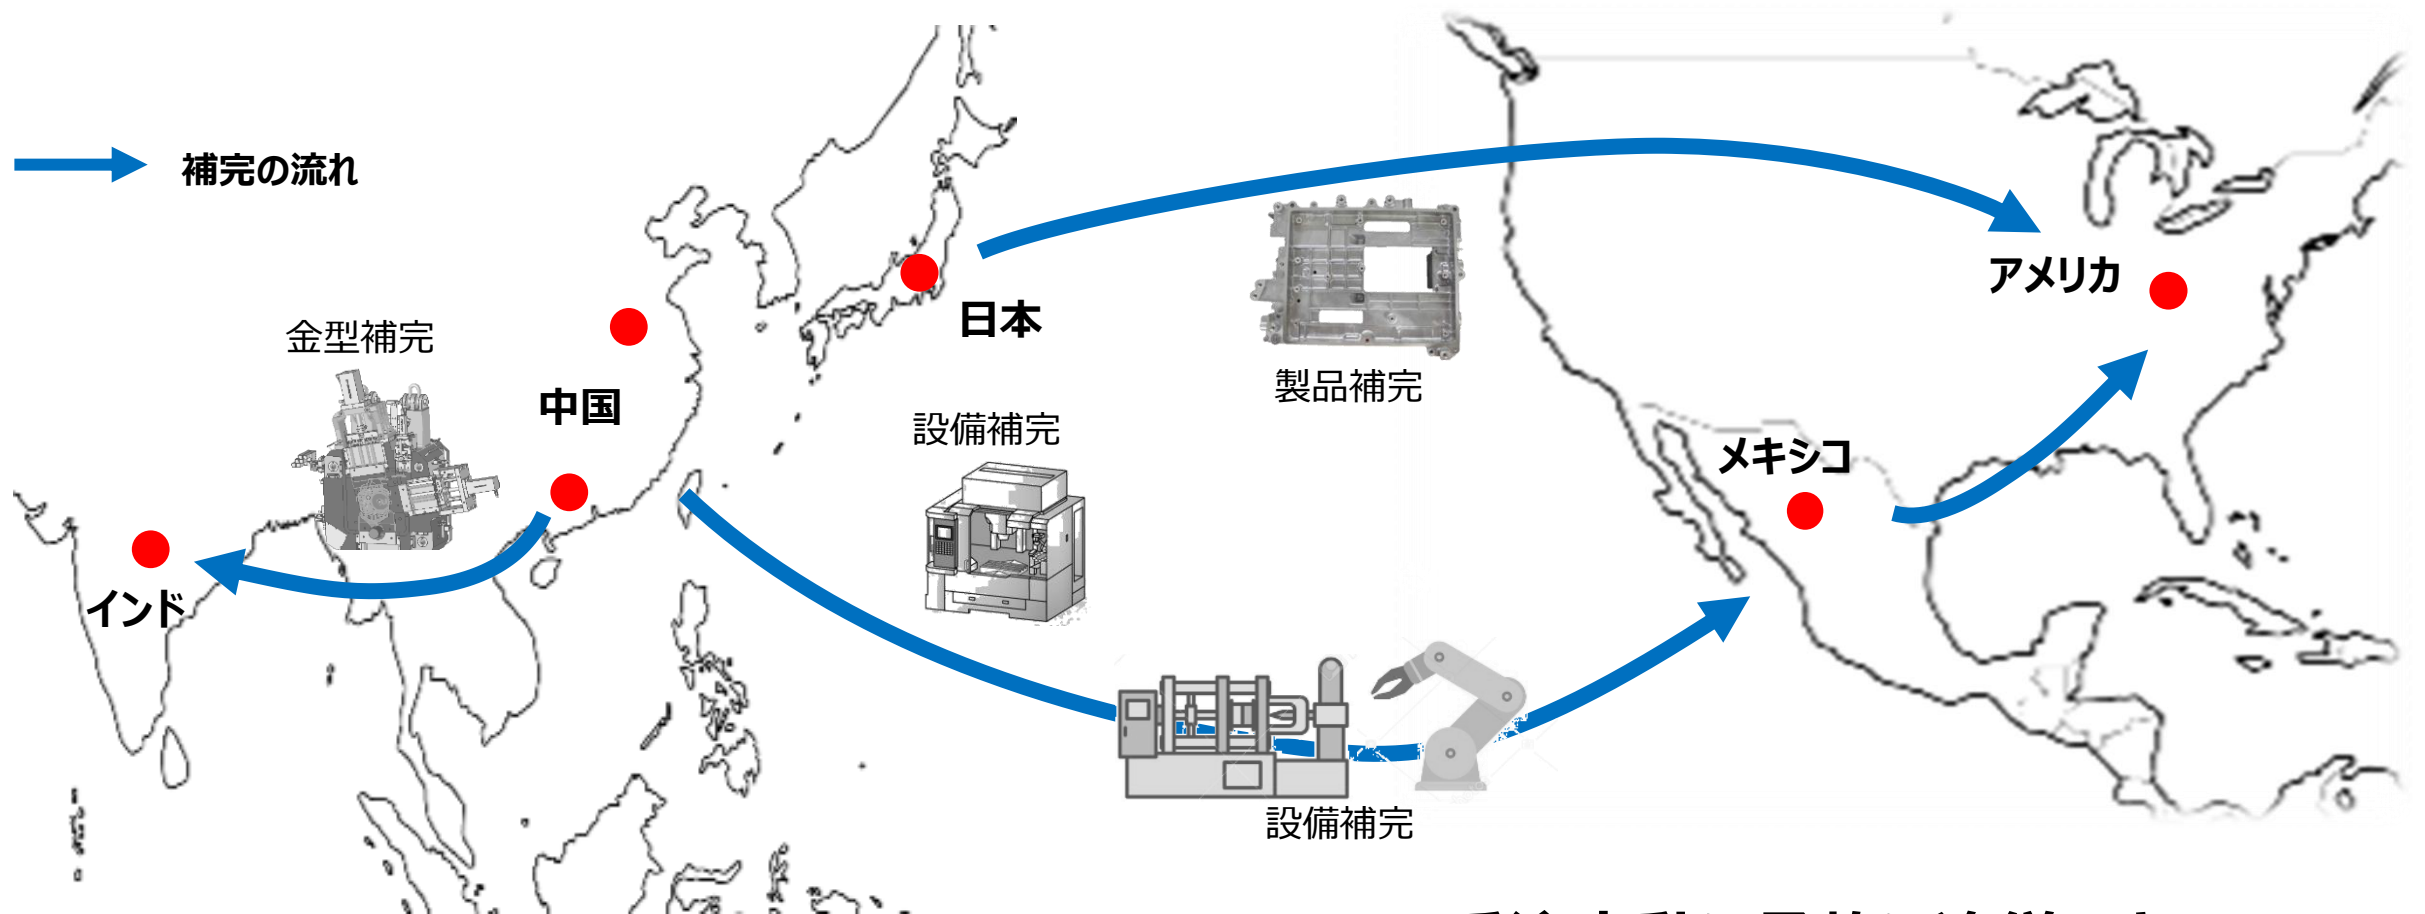 補完の流れ
アメリカ
日本
金型補完
製品補完
中国
設備補完
メキシコ
インド
設備補完